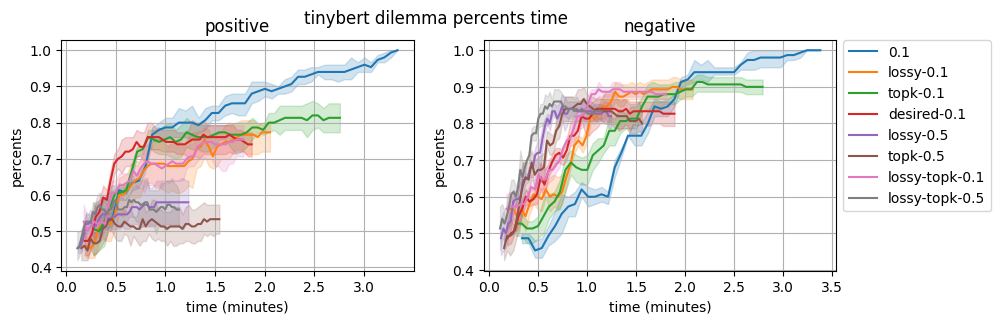 tinybert dilemma percents time
positive
negative
percents
1.0
0.9
0.8
0.7
0.6
0.5
0.4
0.0 0.5 1.0 1.5 2.0 2.5 3.0
time (minutes)
percents
1.0
0.9
0.8
0.7
0.6
0.5
0.4
0.0 0.5 1.0 1.5 2.0 2.5 3.0 3.5
time (minutes)
0.1
lossy-0.1
topk-0.1
desired-0.1
lossy-0.5
topk-0.5
lossy-topk-0.1
lossy-topk-0.5